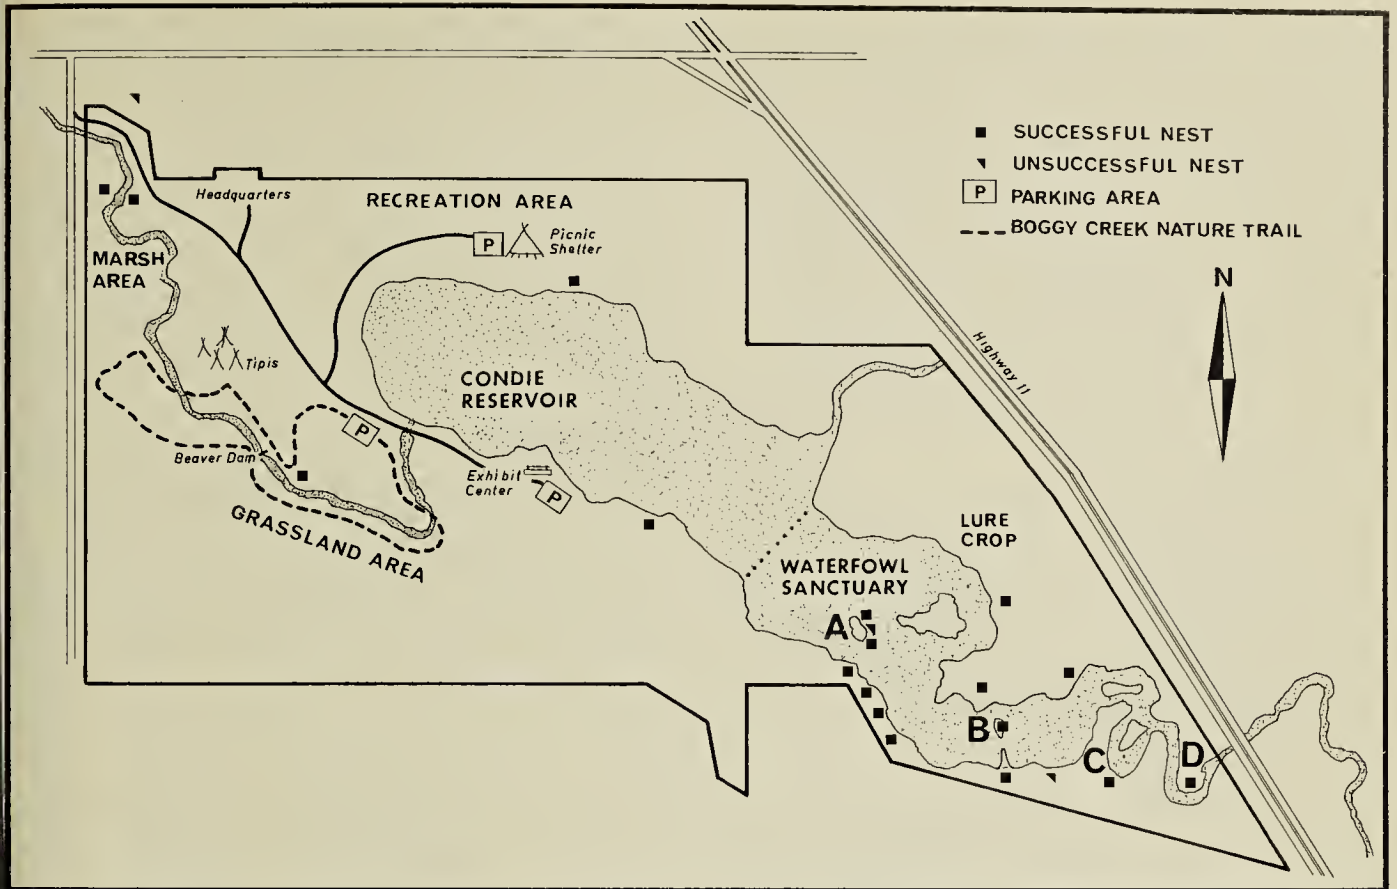 SUCCESSFUL NEST
UNSUCCESSFUL NEST
P PARKING AREA
BOGGY CREEK NATURE TRAIL
N
Headquarters
RECREATION AREA
P
Picnic
Shelter
MARSH
AREA
Tipis
CONDIE
RESERVOIR
Highway 11
P
Beaver Dam
Exhibit
Center
P
GRASSLAND AREA
LURE
CROP
WATERFOWL
SANCTUARY
A
B
C
D